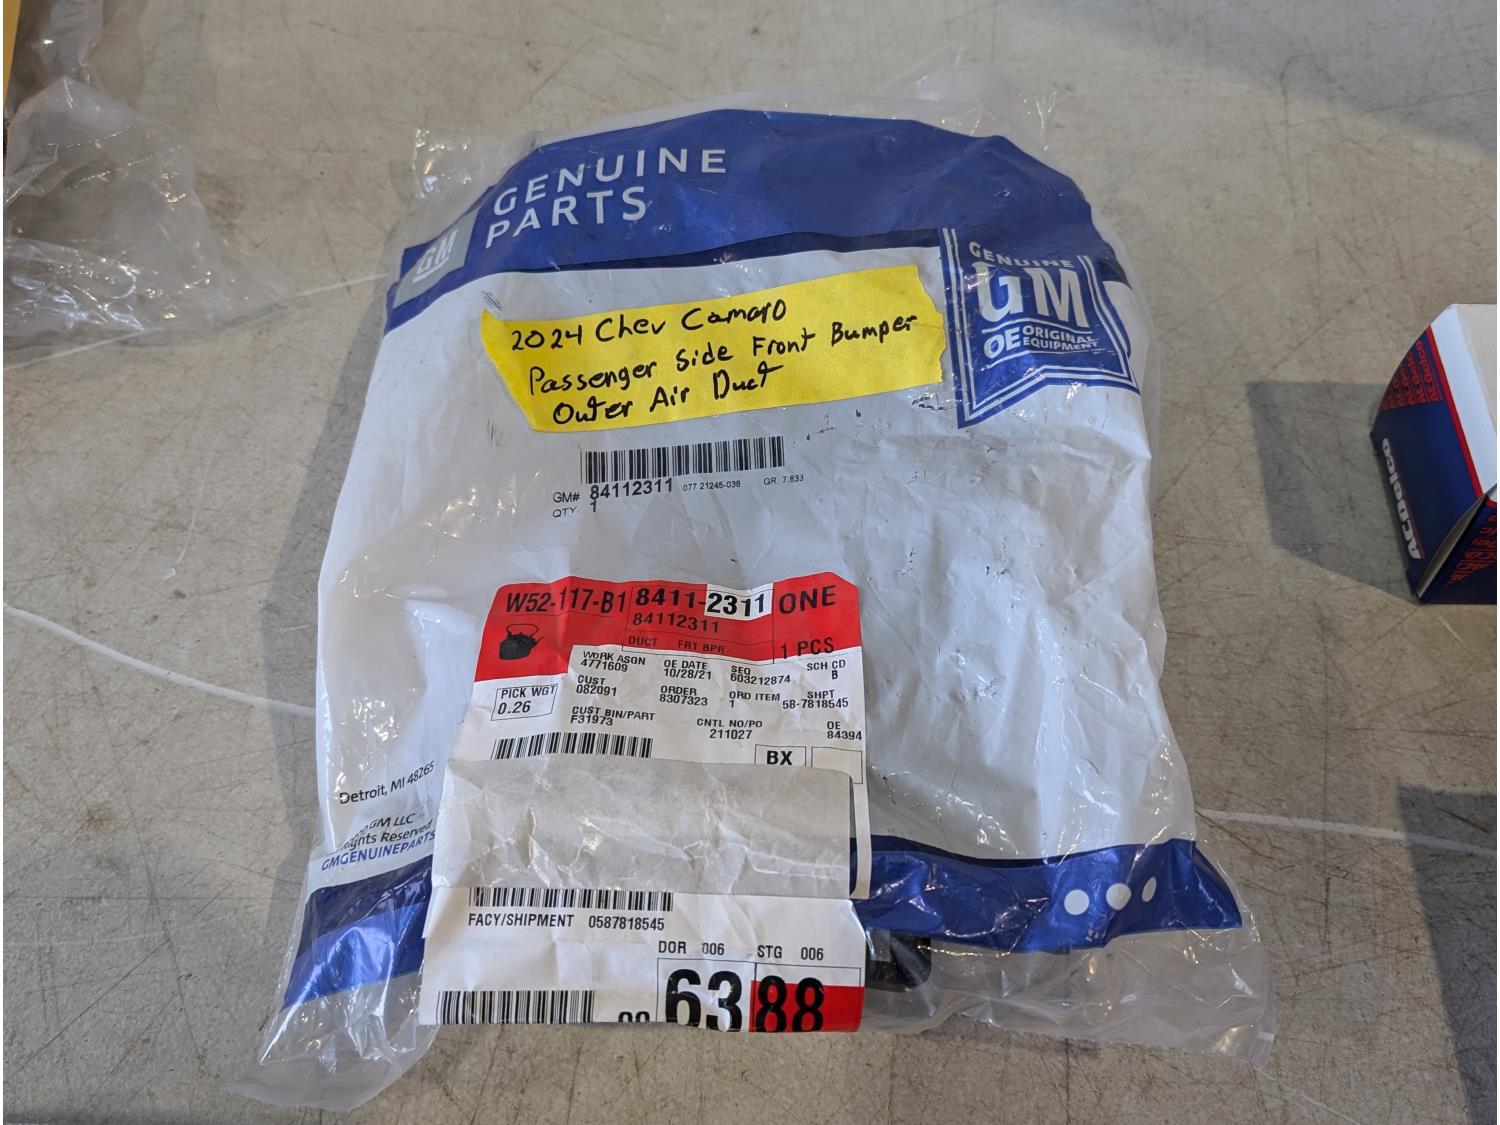 GENUINE
PARTS
GM
GENUINE
GM
OE ORIGINAL
EQUIPMENT
2024 Chev Camaro
Passenger Side Front Bumper
Outer Air Duct
GM# 84112311 077 21245-038 GR. 7.833
QTY. 1
W52-117-B1 8411-2311 ONE
84112311
DUCT FRT BPR 1 PCS
WORK ASGN OE DATE SEQ SCH CD
4771609 10/28/21 603212874 B
CUST ORDER ORD ITEM SHPT
082091 8307323 1 58-7818545
PICK WGT
0.26
CUST BIN/PART CNTL NO/PO OE
F31973 211027 84394
BX
Detroit, MI 48265
GM LLC
Rights Reserved
GMGENUINEPARTS
FACY/SHIPMENT 0587818545
DOR 006 STG 006
6388
ACDelco